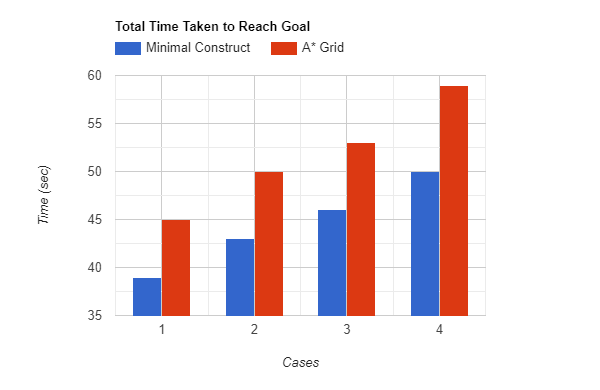 Total Time Taken to Reach Goal
Minimal Construct A* Grid
60
55
50
45
40
35
1 2 3 4
Time (sec)
Cases